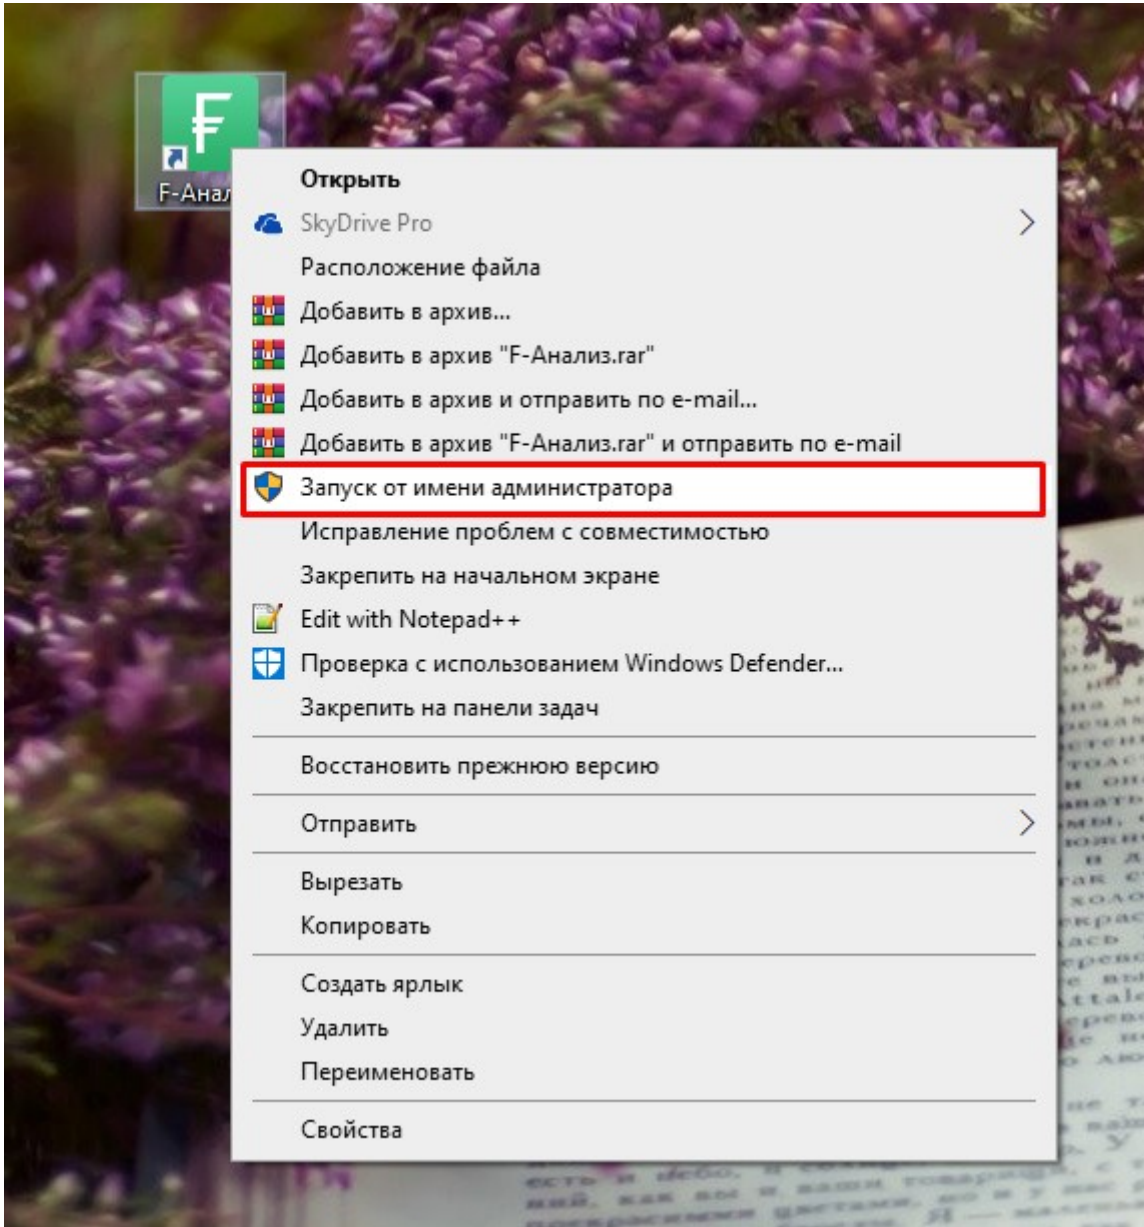 F-Анал
Открыть
SkyDrive Pro
Расположение файла
Добавить в архив...
Добавить в архив "F-Анализ.rar"
Добавить в архив и отправить по e-mail...
Добавить в архив "F-Анализ.rar" и отправить по e-mail
Запуск от имени администратора
Исправление проблем с совместимостью
Закрепить на начальном экране
Edit with Notepad++
Проверка с использованием Windows Defender...
Закрепить на панели задач
Восстановить прежнюю версию
Отправить
Вырезать
Копировать
Создать ярлык
Удалить
Переименовать
Свойства